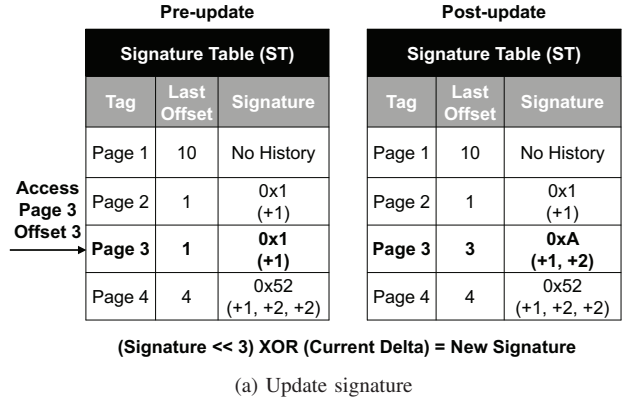 Pre-update
Post-update
Signature Table (ST)
Tag Last Offset Signature
Page 1 10 No History
Page 2 1 0x1 (+1)
Page 3 1 0x1 (+1)
Page 4 4 0x52 (+1, +2, +2)
Access
Page 3
Offset 3
Signature Table (ST)
Tag Last Offset Signature
Page 1 10 No History
Page 2 1 0x1 (+1)
Page 3 3 0xA (+1, +2)
Page 4 4 0x52 (+1, +2, +2)
(Signature << 3) XOR (Current Delta) = New Signature
(a) Update signature